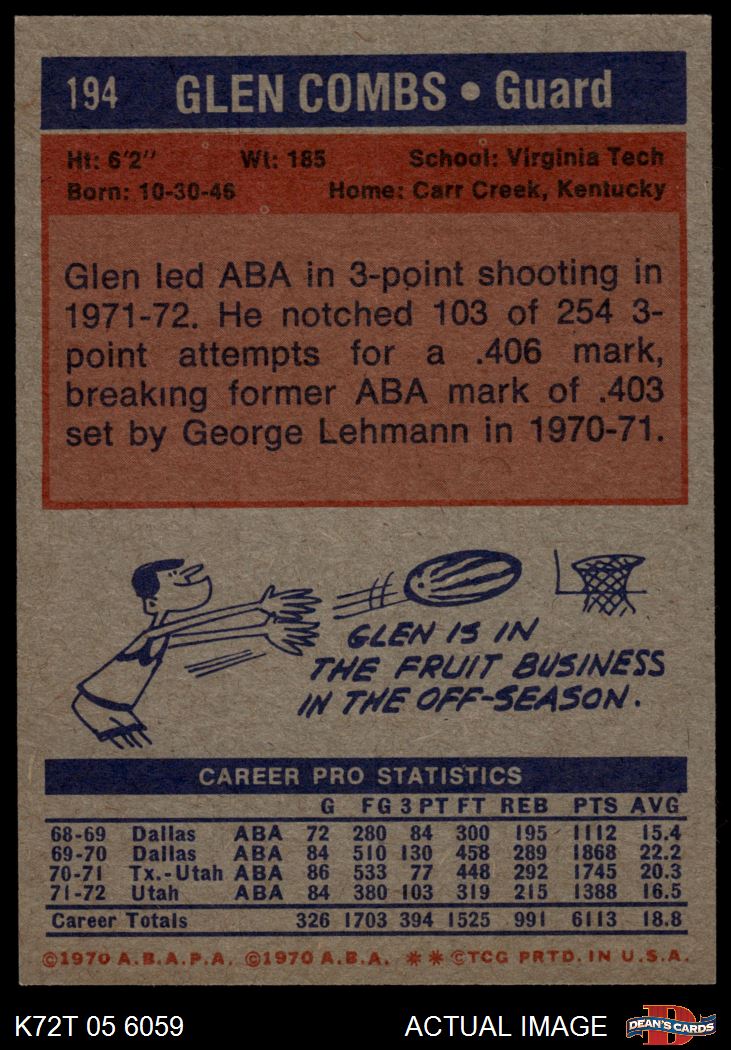 194 GLEN COMBS • Guard
Ht: 6'2" Wt: 185 School: Virginia Tech
Born: 10-30-46 Home: Carr Creek, Kentucky
Glen led ABA in 3-point shooting in
1971-72. He notched 103 of 254 3-
point attempts for a .406 mark,
breaking former ABA mark of .403
set by George Lehmann in 1970-71.
GLEN IS IN
THE FRUIT BUSINESS
IN THE OFF-SEASON.
CAREER PRO STATISTICS
G FG 3 PT FT REB PTS AVG
68-69 Dallas ABA 72 280 84 300 195 1112 15.4
69-70 Dallas ABA 84 510 130 458 289 1868 22.2
70-71 Tx.-Utah ABA 86 533 77 448 292 1745 20.3
71-72 Utah ABA 84 380 103 319 215 1388 16.5
Career Totals 326 1703 394 1525 991 6113 18.8
©1970 A.B.A.P.A. ©1970 A.B.A. ** ©TCG PRTD. IN U.S.A.
K72T 05 6059 ACTUAL IMAGE D DEAN'S CARDS